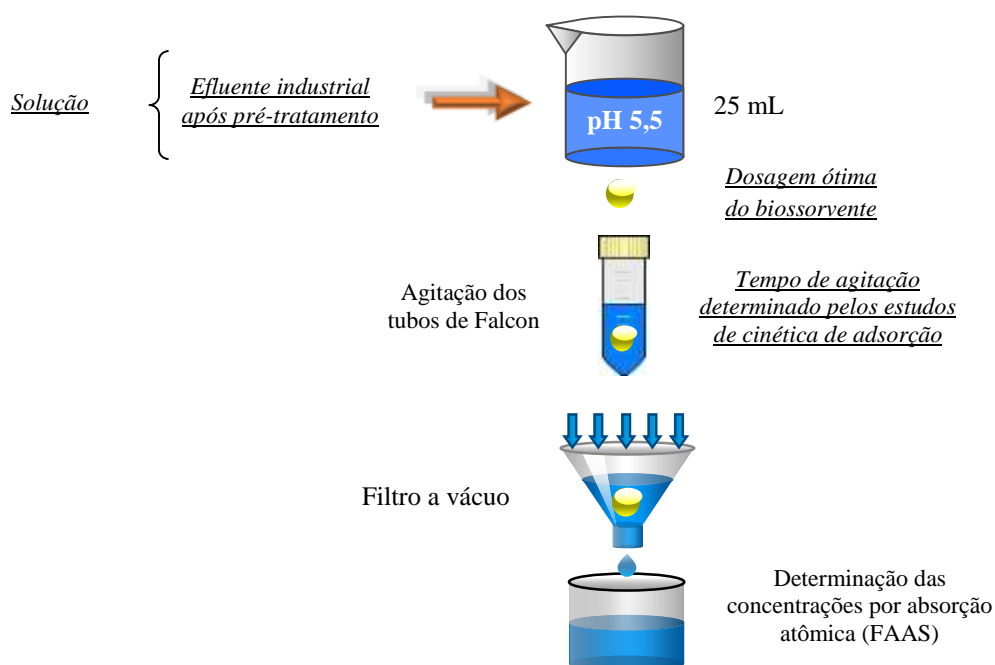 Solução
Efluente industrial
após pré-tratamento
pH 5,5
25 mL
Dosagem ótima
do biossorvente
Agitação dos
tubos de Falcon
Tempo de agitação
determinado pelos estudos
de cinética de adsorção
Filtro a vácuo
Determinação das
concentrações por absorção
atômica (FAAS)